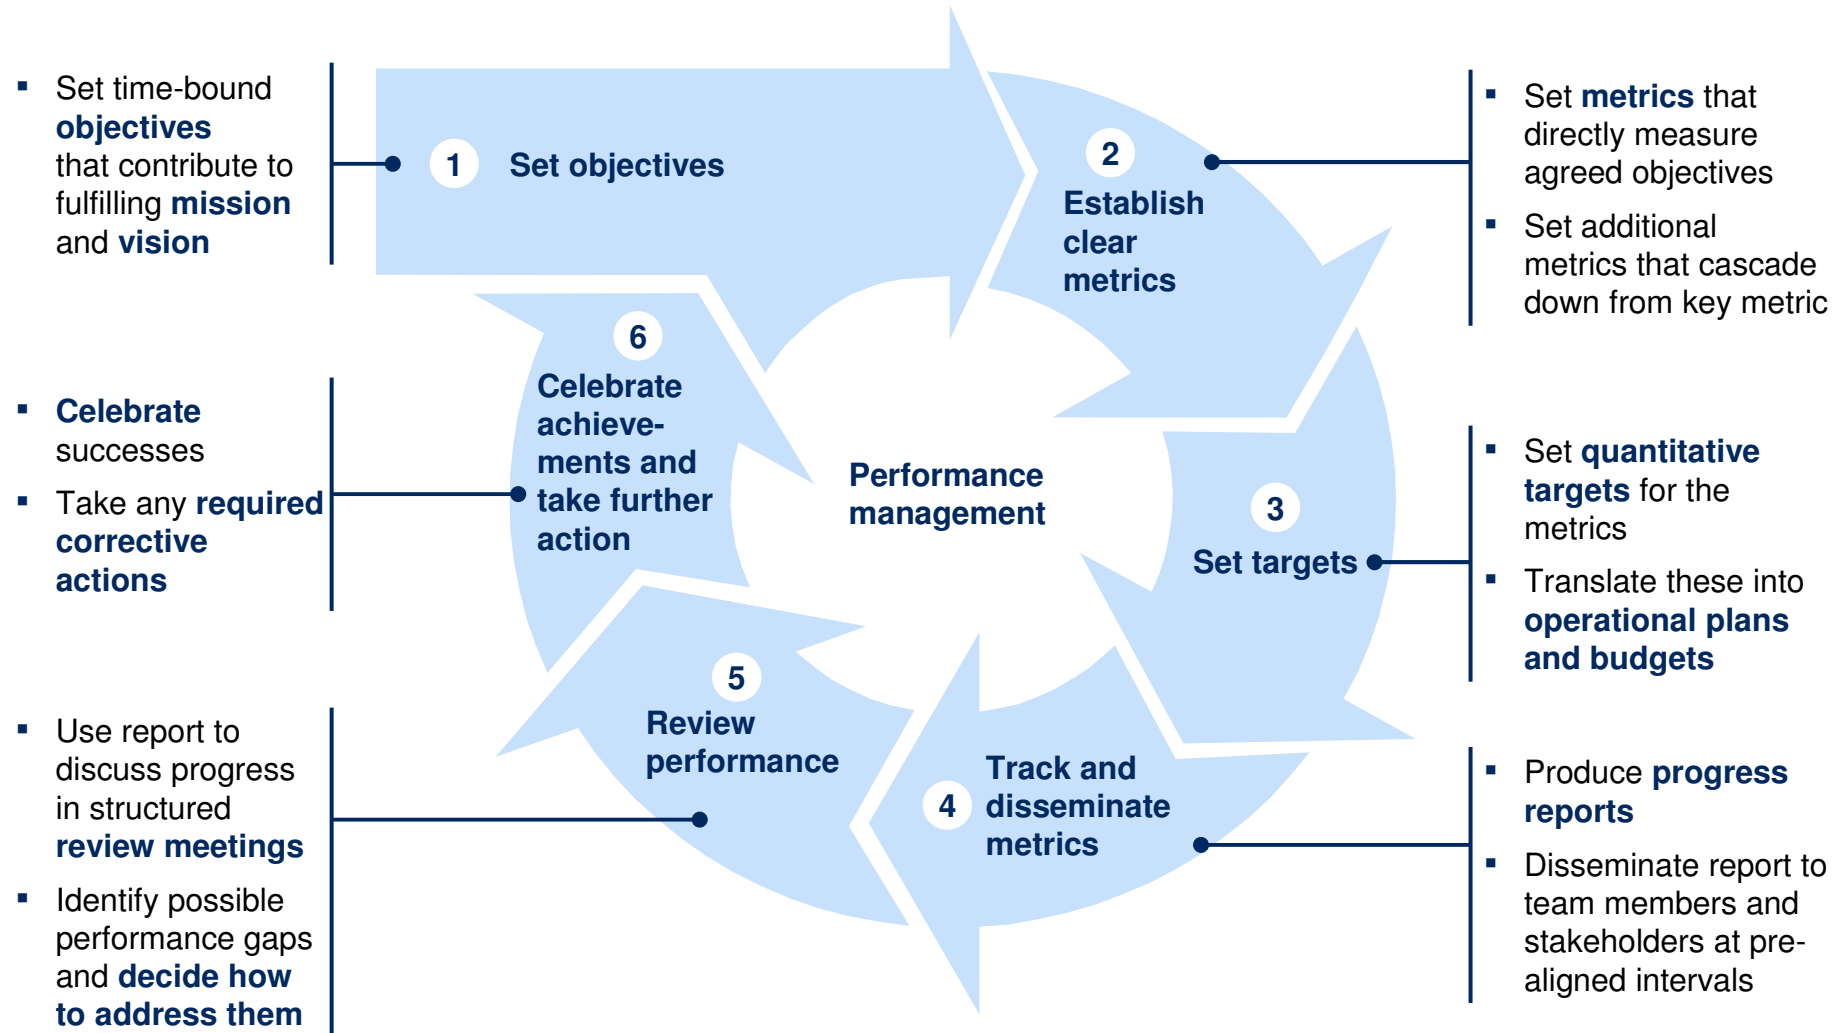 ▪ Set time-bound
objectives
that contribute to
fulfilling mission
and vision
1 Set objectives
2
Establish
clear
metrics
▪ Set metrics that
directly measure
agreed objectives
▪ Set additional
metrics that cascade
down from key metric
▪ Celebrate
successes
▪ Take any required
corrective
actions
6
Celebrate
achieve-
ments and
take further
action
Performance
management
3
Set targets
▪ Set quantitative
targets for the
metrics
▪ Translate these into
operational plans
and budgets
▪ Use report to
discuss progress
in structured
review meetings
▪ Identify possible
performance gaps
and decide how
to address them
5
Review
performance
4
Track and
disseminate
metrics
▪ Produce progress
reports
▪ Disseminate report to
team members and
stakeholders at pre-
aligned intervals